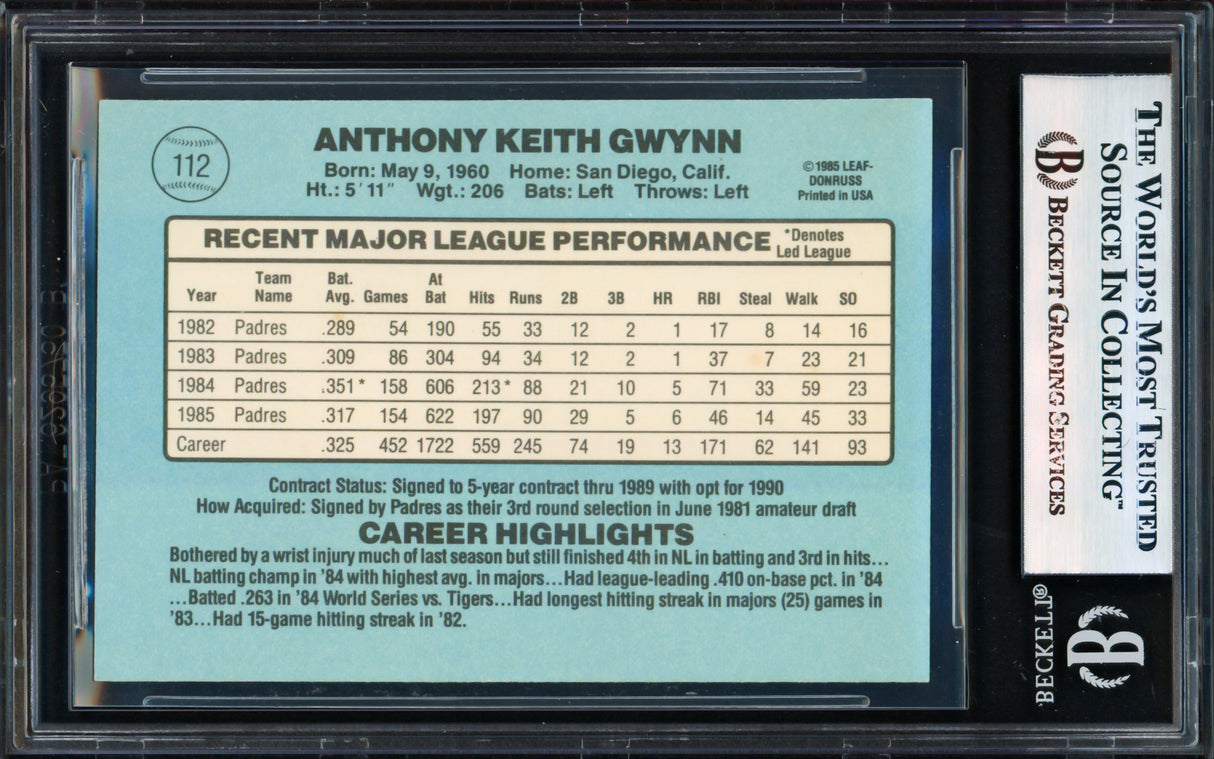 112
ANTHONY KEITH GWYNN
Born: May 9, 1960 Home: San Diego, Calif.
Ht.: 5'11" Wgt.: 206 Bats: Left Throws: Left
©1985 LEAF-
DONRUSS
Printed in USA
RECENT MAJOR LEAGUE PERFORMANCE *Denotes
Led League
Year Team Name Bat. Avg. Games At Bat Hits Runs 2B 3B HR RBI Steal Walk SO
1982 Padres .289 54 190 55 33 12 2 1 17 8 14 16
1983 Padres .309 86 304 94 34 12 2 1 37 7 23 21
1984 Padres .351* 158 606 213* 88 21 10 5 71 33 59 23
1985 Padres .317 154 622 197 90 29 5 6 46 14 45 33
Career .325 452 1722 559 245 74 19 13 171 62 141 93
Contract Status: Signed to 5-year contract thru 1989 with opt for 1990
How Acquired: Signed by Padres as their 3rd round selection in June 1981 amateur draft
CAREER HIGHLIGHTS
Bothered by a wrist injury much of last season but still finished 4th in NL in batting and 3rd in hits...
NL batting champ in '84 with highest avg. in majors...Had league-leading .410 on-base pct. in '84
...Batted .263 in '84 World Series vs. Tigers...Had longest hitting streak in majors (25) games in
'83...Had 15-game hitting streak in '82.
THE WORLD'S MOST TRUSTED
SOURCE IN COLLECTING™
B BECKETT GRADING SERVICES
B
BECKETT®